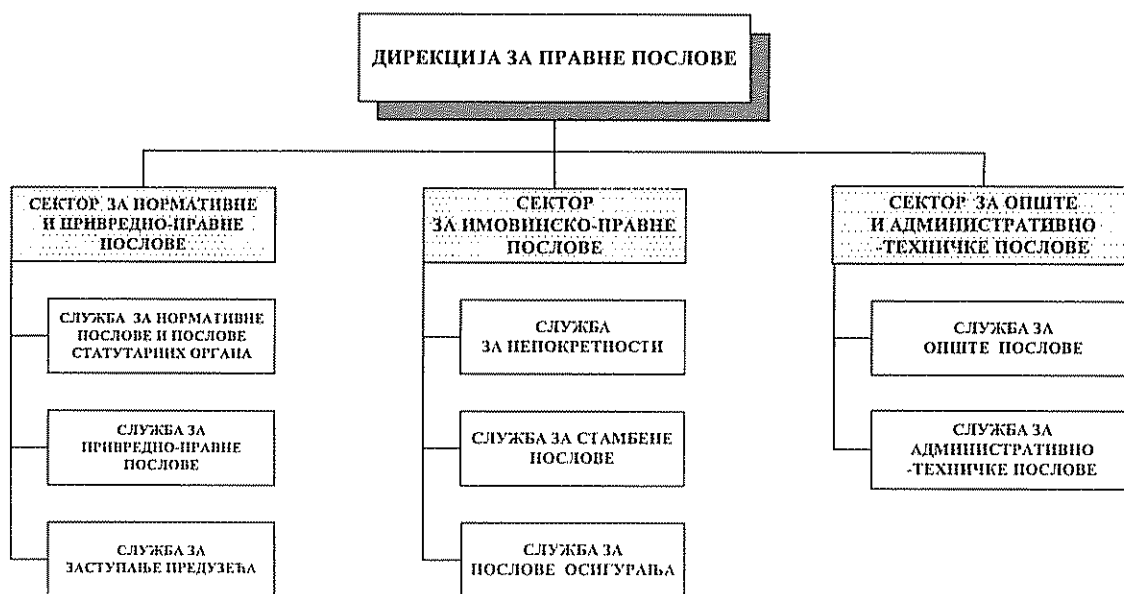 ДИРЕКЦИЈА ЗА ПРАВНЕ ПОСЛОВЕ
СЕКТОР ЗА НОРМАТИВНЕ
И ПРИВРЕДНО-ПРАВНЕ
ПОСЛОВЕ
СЛУЖБА ЗА НОРМАТИВНЕ
ПОСЛОВЕ И ПОСЛОВЕ
СТАТУТАРНИХ ОРГАНА
СЛУЖБА ЗА
ПРИВРЕДНО-ПРАВНЕ
ПОСЛОВЕ
СЛУЖБА ЗА
ЗАСТУПАЊЕ ПРЕДУЗЕЋА
СЕКТОР
ЗА ИМОВИНСКО-ПРАВНЕ
ПОСЛОВЕ
СЛУЖБА
ЗА НЕПОКРЕТНОСТИ
СЛУЖБА ЗА СТАМБЕНЕ
ПОСЛОВЕ
СЛУЖБА ЗА
ПОСЛОВЕ ОСИГУРАЊА
СЕКТОР ЗА ОПШТЕ
И АДМИНИСТРАТИВНО
-ТЕХНИЧКЕ ПОСЛОВЕ
СЛУЖБА ЗА
ОПШТЕ ПОСЛОВЕ
СЛУЖБА ЗА
АДМИНИСТРАТИВНО
-ТЕХНИЧКЕ ПОСЛОВЕ